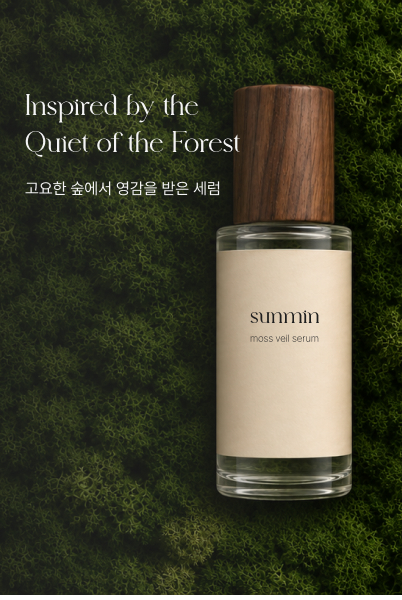 Inspired by the
Quiet of the Forest
고요한 숲에서 영감을 받은 세럼
sunmin
moss veil serum